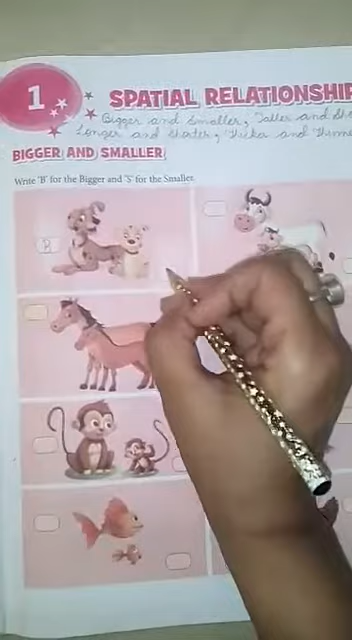 1
SPATIAL RELATIONSHIP
Bigger and Smaller, Taller and Sho
Longer and Shorter, Thicka and Thinne
BIGGER AND SMALLER
Write 'B' for the Bigger and 'S' for the Smaller.
B